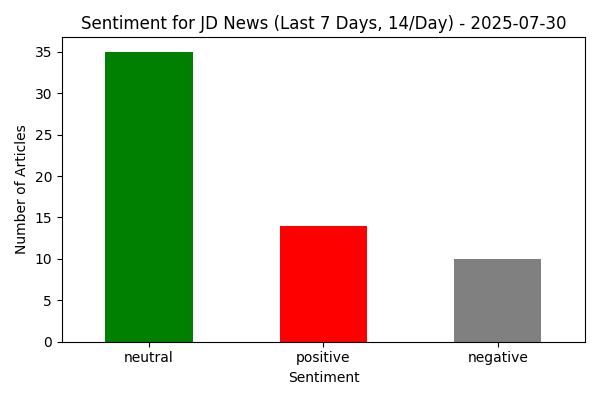 Sentiment for JD News (Last 7 Days, 14/Day) - 2025-07-30
35
30
25
20
15
10
5
0
Number of Articles
neutral
positive
negative
Sentiment